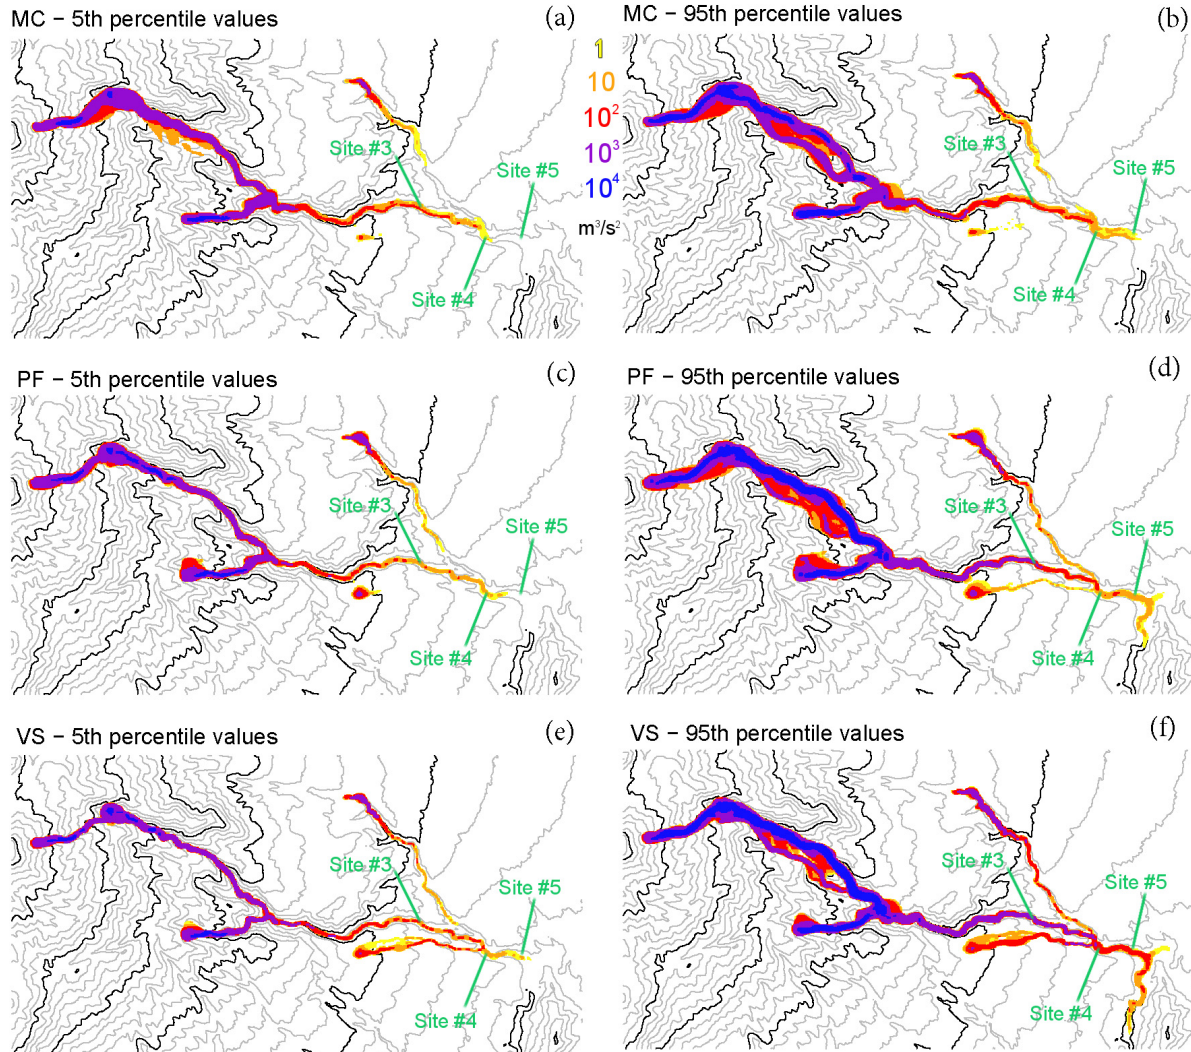 MC – 5th percentile values
(a)
MC – 95th percentile values
(b)
1
10
10²
10³
10⁴
m³/s²
Site #3
Site #5
Site #4
Site #3
Site #5
Site #4
PF – 5th percentile values
(c)
PF – 95th percentile values
(d)
Site #3
Site #5
Site #4
Site #3
Site #5
Site #4
VS – 5th percentile values
(e)
VS – 95th percentile values
(f)
Site #3
Site #5
Site #4
Site #3
Site #5
Site #4